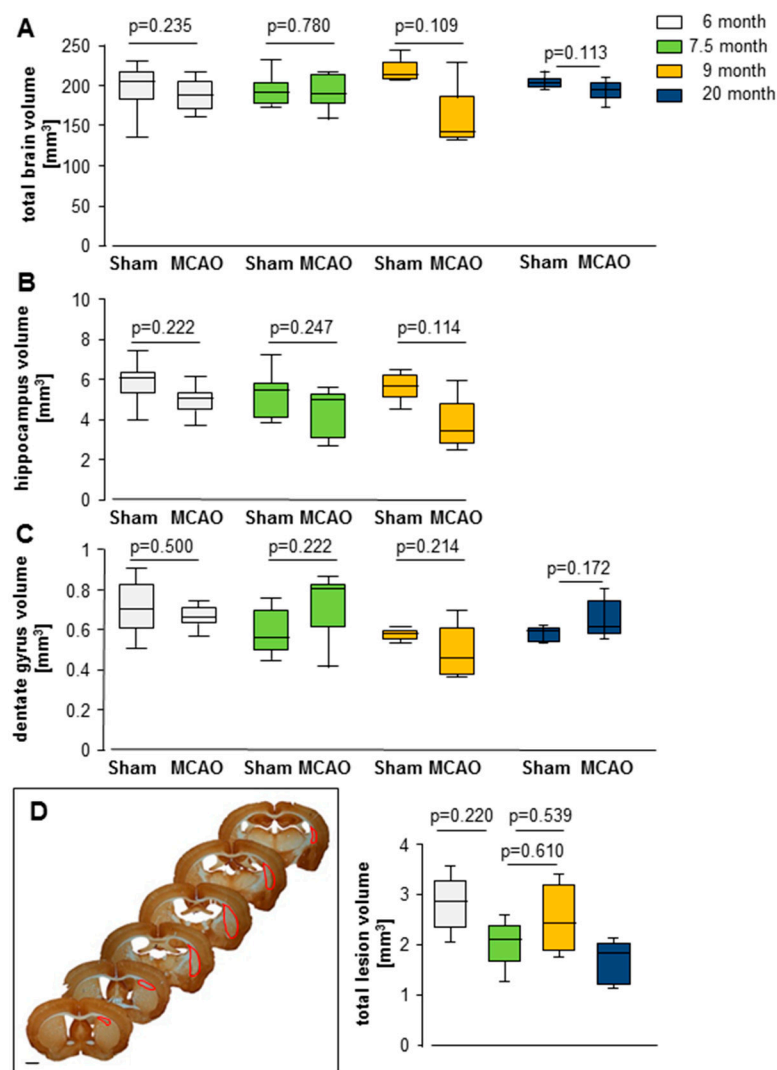 A
p=0.235 p=0.780 p=0.109 p=0.113
6 month
7.5 month
9 month
20 month
total brain volume
[mm³]
250
200
150
100
50
0
Sham MCAO Sham MCAO Sham MCAO Sham MCAO
B
p=0.222 p=0.247 p=0.114
hippocampus volume
[mm³]
10
8
6
4
2
0
Sham MCAO Sham MCAO Sham MCAO
C
p=0.500 p=0.222 p=0.214 p=0.172
dentate gyrus volume
[mm³]
1
0.8
0.6
0.4
0.2
0
Sham MCAO Sham MCAO Sham MCAO Sham MCAO
D
p=0.220 p=0.539
p=0.610
total lesion volume
[mm³]
4
3
2
1
0